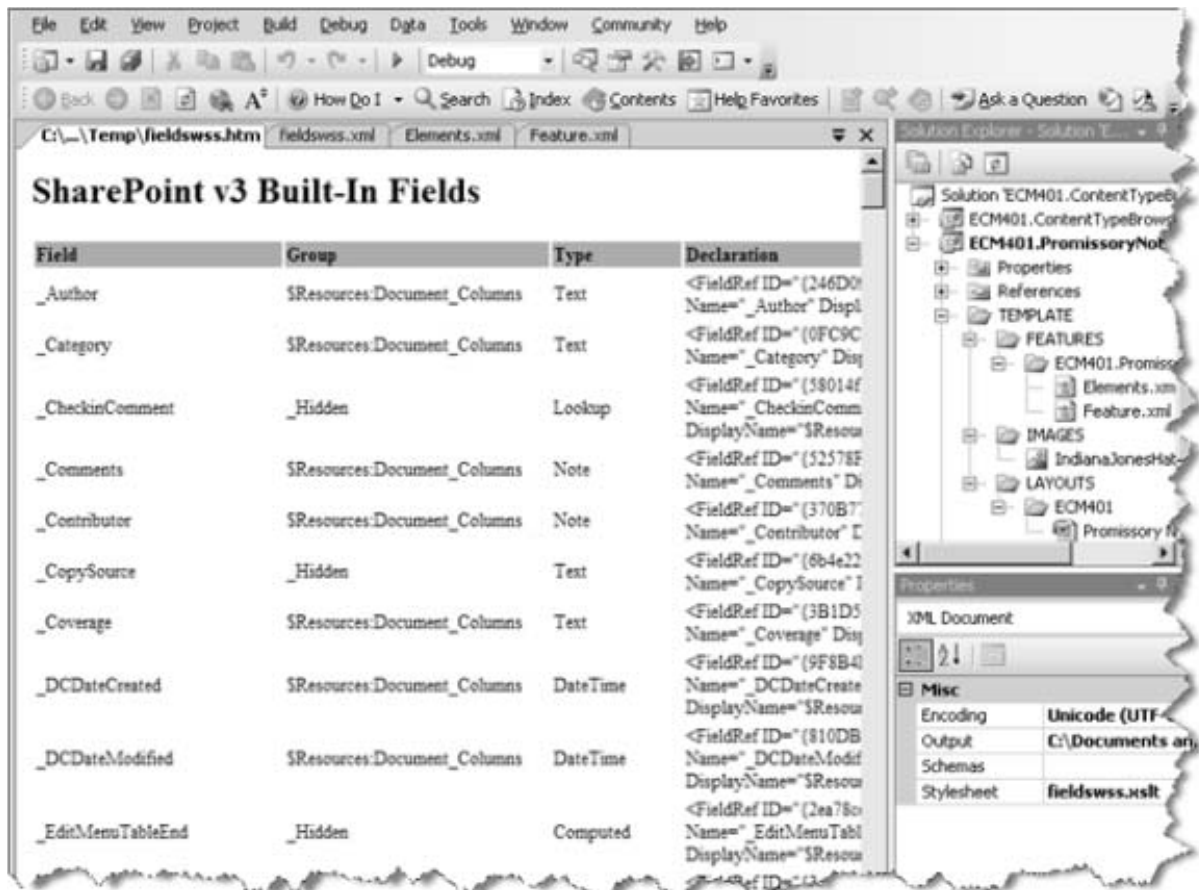 File Edit View Project Build Debug Data Tools Window Community Help
Debug
Back How Do I Search Index Contents Help Favorites Ask a Question
C:\...\Temp\fieldswss.htm fieldswss.xml Elements.xml Feature.xml
SharePoint v3 Built-In Fields
Field Group Type Declaration
_Author $Resources:Document_Columns Text <FieldRef ID="{246D0
Name="_Author" Displ
_Category $Resources:Document_Columns Text <FieldRef ID="{0FC9C
Name="_Category" Dis
_CheckinComment _Hidden Lookup <FieldRef ID="{58014f
Name="_CheckinComm
DisplayName="$Resou
_Comments $Resources:Document_Columns Note <FieldRef ID="{52578F
Name="_Comments" Di
_Contributor $Resources:Document_Columns Note <FieldRef ID="{370B7
Name="_Contributor" D
_CopySource _Hidden Text <FieldRef ID="{6b4e22
Name="_CopySource"
_Coverage $Resources:Document_Columns Text <FieldRef ID="{3B1D5
Name="_Coverage" Disp
_DCDateCreated $Resources:Document_Columns DateTime <FieldRef ID="{9F8B4
Name="_DCDateCreate
DisplayName="$Resou
_DCDateModified $Resources:Document_Columns DateTime <FieldRef ID="{810DB
Name="_DCDateModif
DisplayName="$Resou
_EditMenuTableEnd _Hidden Computed <FieldRef ID="{2ea78c
Name="_EditMenuTabl
DisplayName="$Resou
Solution Explorer - Solution 'E...
Solution 'ECM401.ContentTypeB
ECM401.ContentTypeBrows
ECM401.PromissoryNot
Properties
References
TEMPLATE
FEATURES
ECM401.Promisso
Elements.xm
Feature.xml
IMAGES
IndianaJonesHat
LAYOUTS
ECM401
Promissory N
Properties
XML Document
Misc
Encoding Unicode (UTF-
Output C:\Documents an
Schemas
Stylesheet fieldswss.xslt